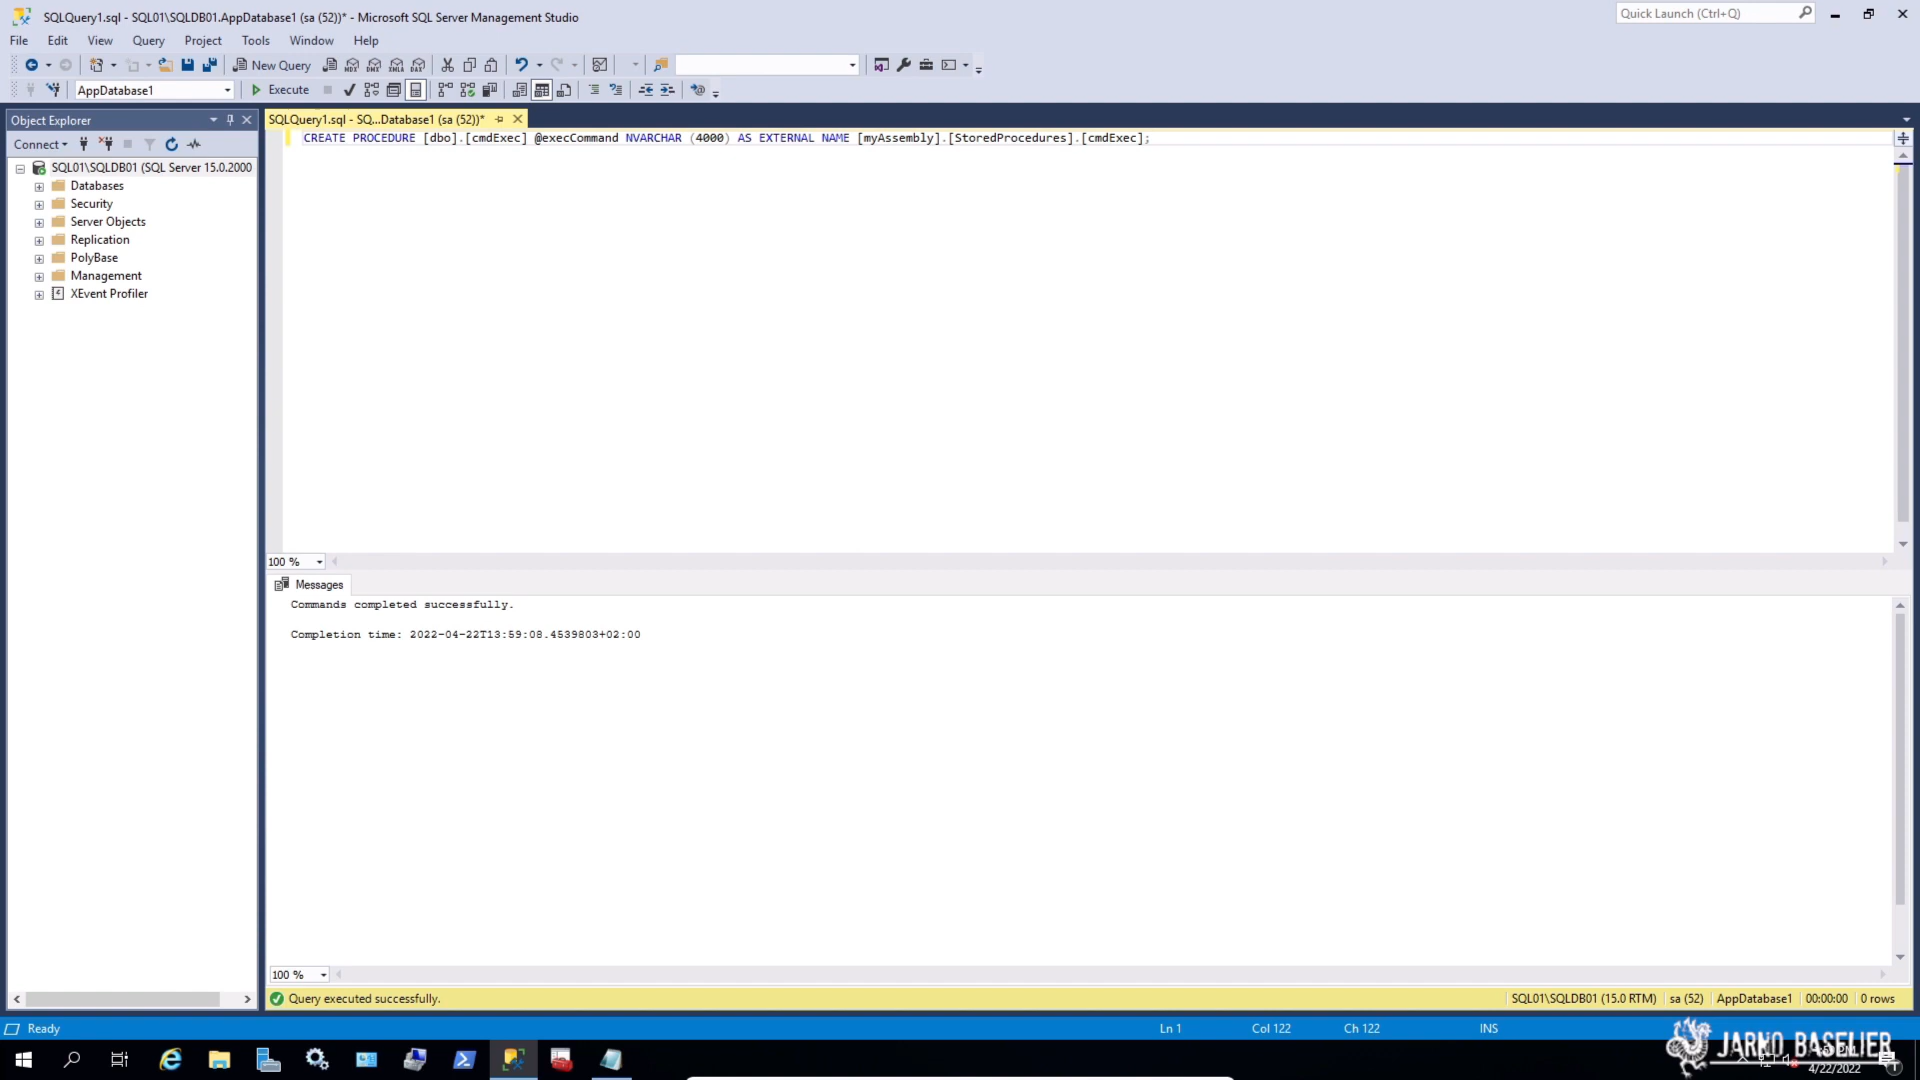 SQLQuery1.sql - SQL01\SQLDB01.AppDatabase1 (sa (52))* - Microsoft SQL Server Management Studio
Quick Launch (Ctrl+Q)
File Edit View Query Project Tools Window Help
New Query
AppDatabase1
Execute
Object Explorer
SQLQuery1.sql - SQ...Database1 (sa (52))*
Connect
CREATE PROCEDURE [dbo].[cmdExec] @execCommand NVARCHAR (4000) AS EXTERNAL NAME [myAssembly].[StoredProcedures].[cmdExec];
SQL01\SQLDB01 (SQL Server 15.0.2000
Databases
Security
Server Objects
Replication
PolyBase
Management
XEvent Profiler
100 %
Messages
Commands completed successfully.
Completion time: 2022-04-22T13:59:08.4539803+02:00
100 %
Query executed successfully.
SQL01\SQLDB01 (15.0 RTM) sa (52) AppDatabase1 00:00:00 0 rows
Ready
Ln 1 Col 122 Ch 122 INS
JARNO BASELIER
4/22/2022
1